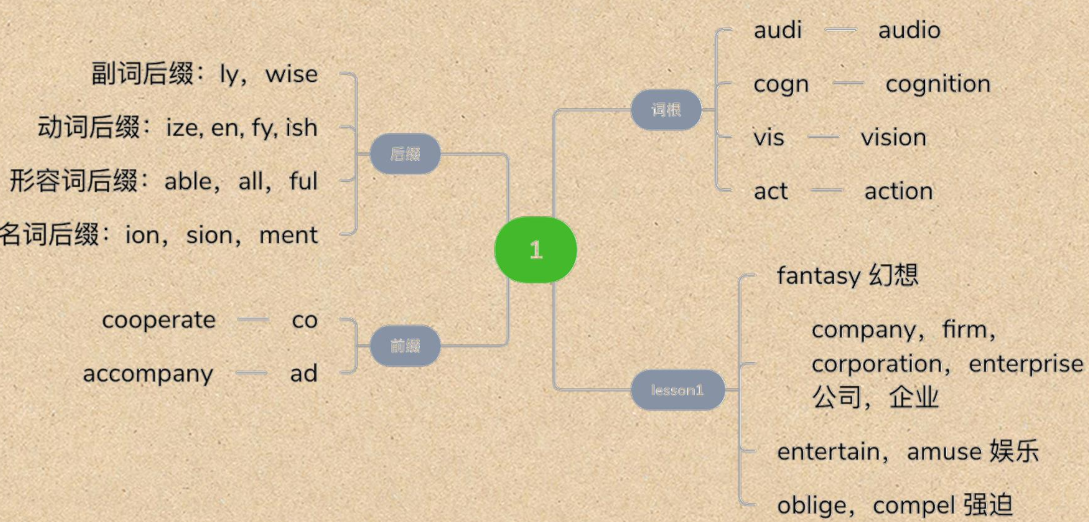 1
后缀
副词后缀：ly，wise
动词后缀：ize, en, fy, ish
形容词后缀：able，all，ful
名词后缀：ion，sion，ment
前缀
cooperate — co
accompany — ad
词根
audi — audio
cogn — cognition
vis — vision
act — action
lesson1
fantasy 幻想
company，firm，
corporation，enterprise
公司，企业
entertain，amuse 娱乐
oblige，compel 强迫